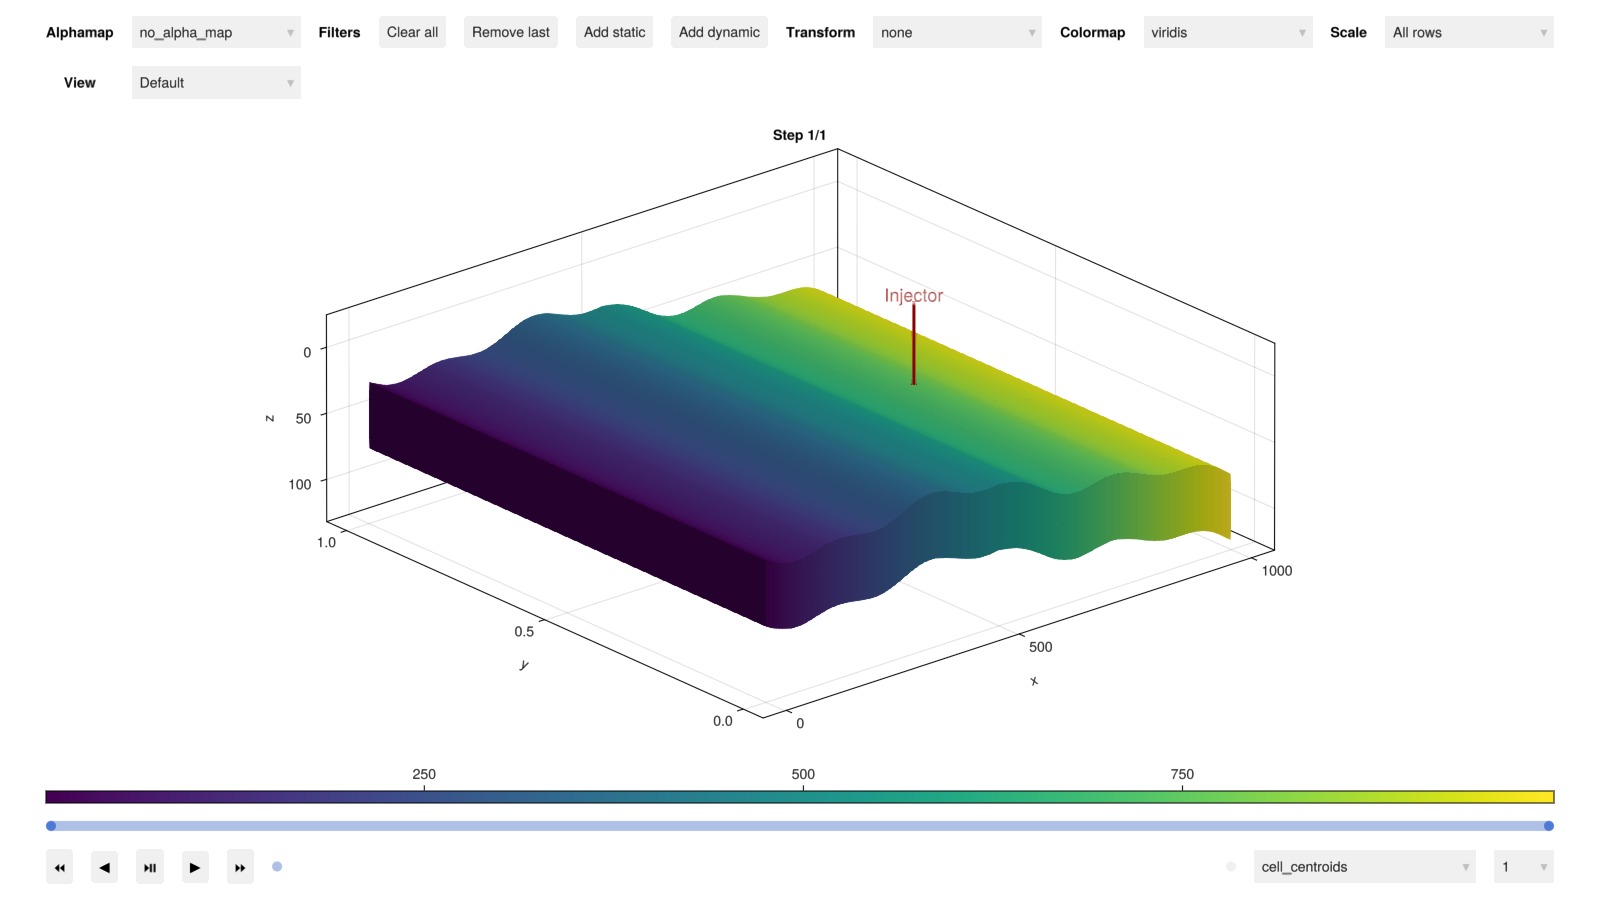 Alphamap no_alpha_map Filters Clear all Remove last Add static Add dynamic Transform none Colormap viridis Scale All rows
View Default
Step 1/1
Injector
z
0
50
100
1.0
0.5
0.0
y
0
500
1000
x
250 500 750
cell_centroids 1